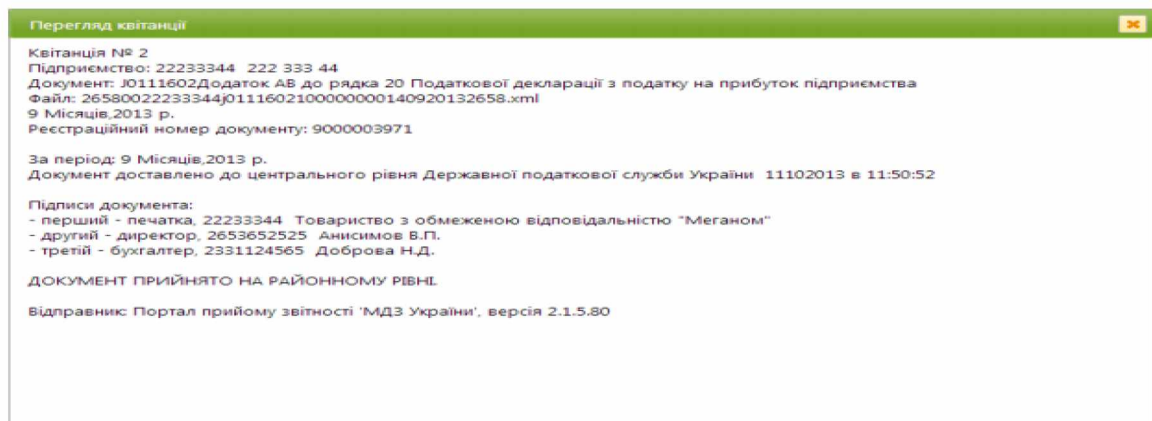 Перегляд квітанції
Квітанція № 2
Підприємство: 22233344 222 333 44
Документ: J0111602Додаток АВ до рядка 20 Податкової декларації з податку на прибуток підприємства
Файл: 26580022233344j0111602100000000140920132658.xml
9 Місяців,2013 р.
Реєстраційний номер документу: 9000003971
За період: 9 Місяців,2013 р.
Документ доставлено до центрального рівня Державної податкової служби України 11102013 в 11:50:52
Підписи документа:
- перший - печатка, 22233344 Товариство з обмеженою відповідальністю "Меганом"
- другий - директор, 2653652525 Анисимов В.П.
- третій - бухгалтер, 2331124565 Доброва Н.Д.
ДОКУМЕНТ ПРИЙНЯТО НА РАЙОННОМУ РІВНІ.
Відправник: Портал прийому звітності 'МДЗ України', версія 2.1.5.80